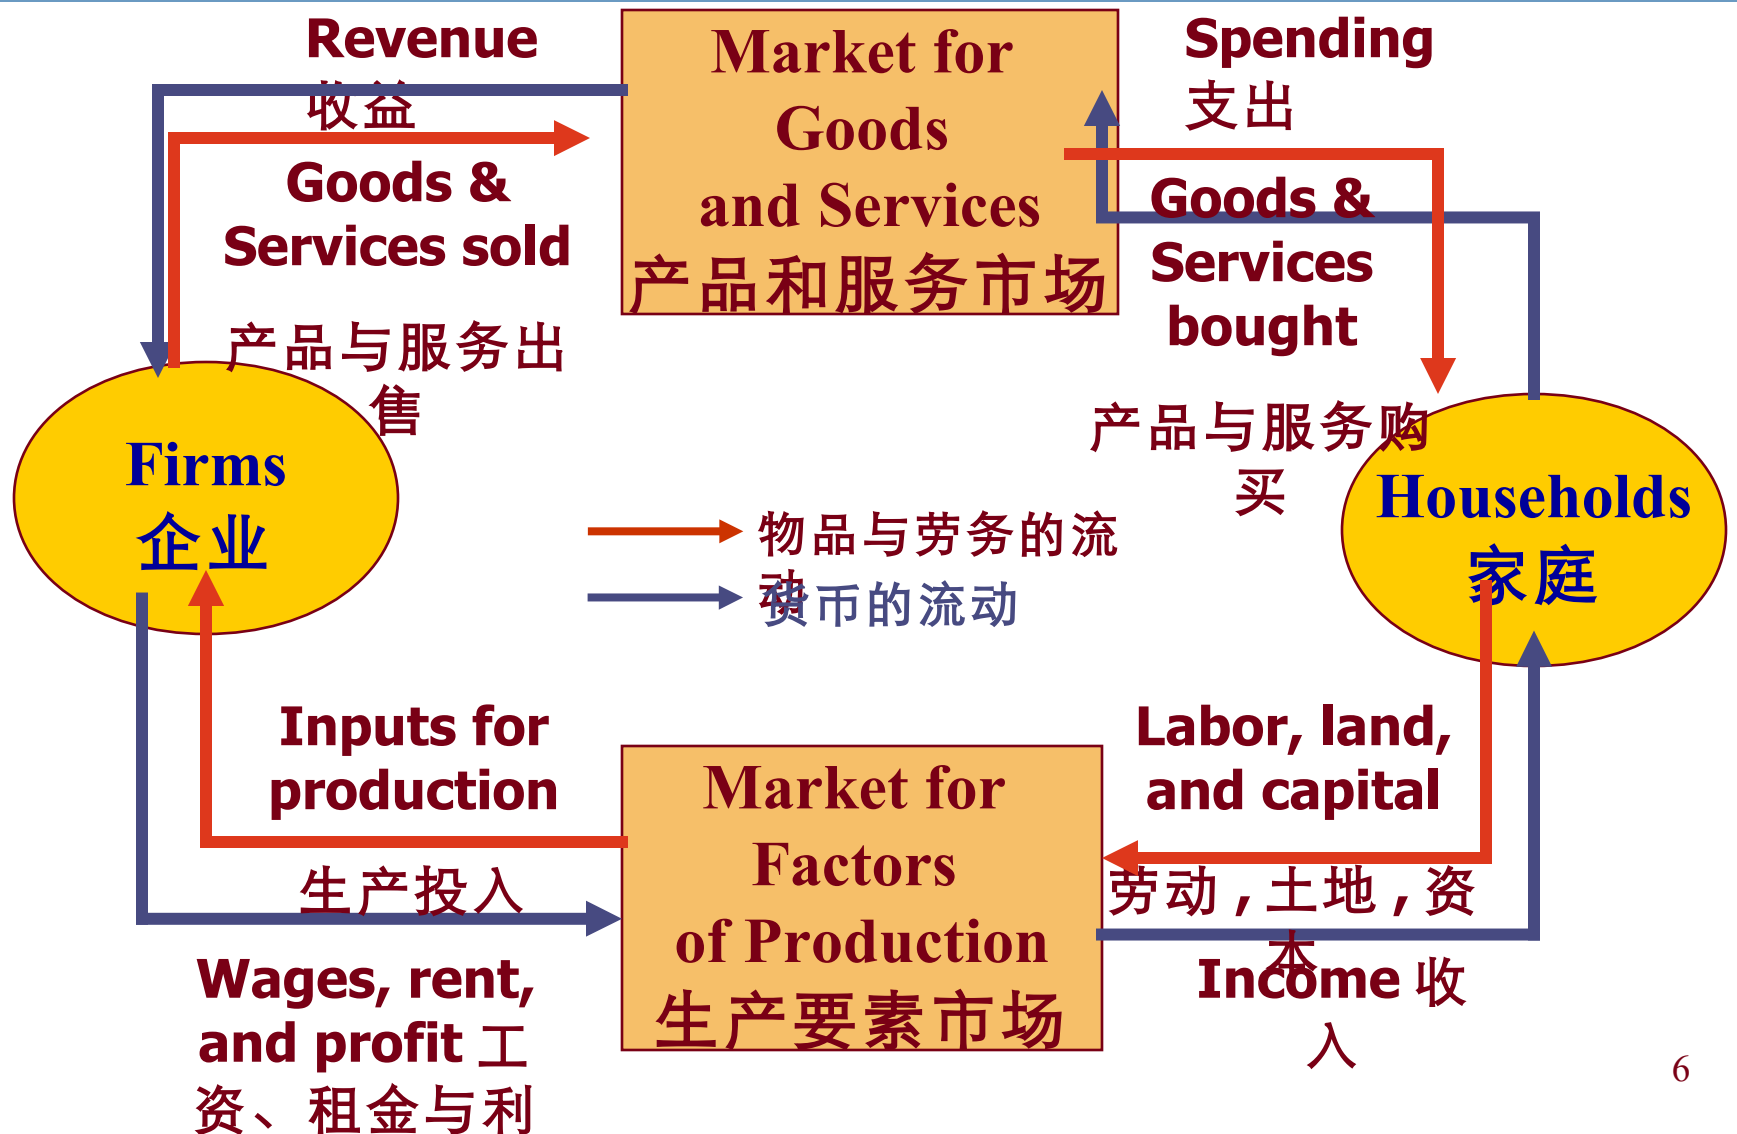 Revenue
收益
Market for
Goods
and Services
产品和服务市场
Spending
支出
Goods &
Services sold
产品与服务出
售
Goods &
Services
bought
产品与服务购
买
Firms
企业
Households
家庭
物品与劳务的流
动
货币的流动
Inputs for
production
生产投入
Market for
Factors
of Production
生产要素市场
Labor, land,
and capital
劳动,土地,资
本
Wages, rent,
and profit 工
资、租金与利
Income 收
入
6